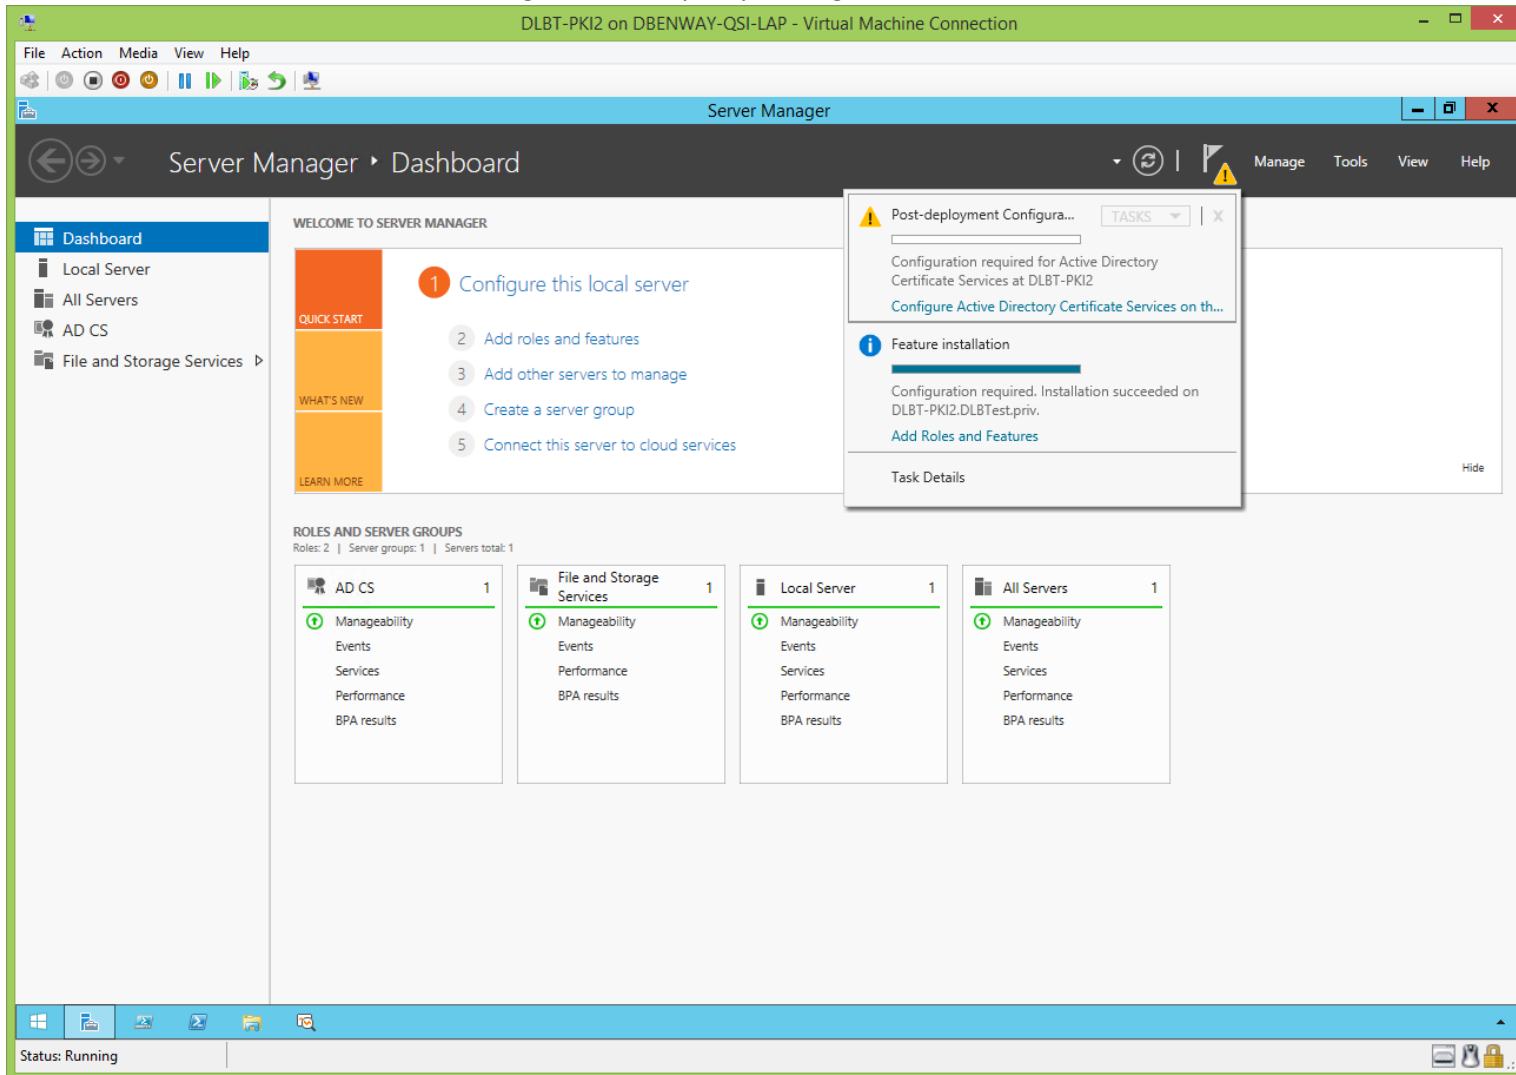 DLBT-PKI2 on DBENWAY-QSI-LAP - Virtual Machine Connection
File Action Media View Help
Server Manager
Server Manager • Dashboard
Manage Tools View Help
Dashboard
Local Server
All Servers
AD CS
File and Storage Services
WELCOME TO SERVER MANAGER
QUICK START
WHAT'S NEW
LEARN MORE
1 Configure this local server
2 Add roles and features
3 Add other servers to manage
4 Create a server group
5 Connect this server to cloud services
Hide
Post-deployment Configura... TASKS X
Configuration required for Active Directory
Certificate Services at DLBT-PKI2
Configure Active Directory Certificate Services on th...
Feature installation
Configuration required. Installation succeeded on
DLBT-PKI2.DLBTest.priv.
Add Roles and Features
Task Details
ROLES AND SERVER GROUPS
Roles: 2 | Server groups: 1 | Servers total: 1
AD CS 1
Manageability
Events
Services
Performance
BPA results
File and Storage
Services 1
Manageability
Events
Performance
BPA results
Local Server 1
Manageability
Events
Services
Performance
BPA results
All Servers 1
Manageability
Events
Services
Performance
BPA results
Status: Running